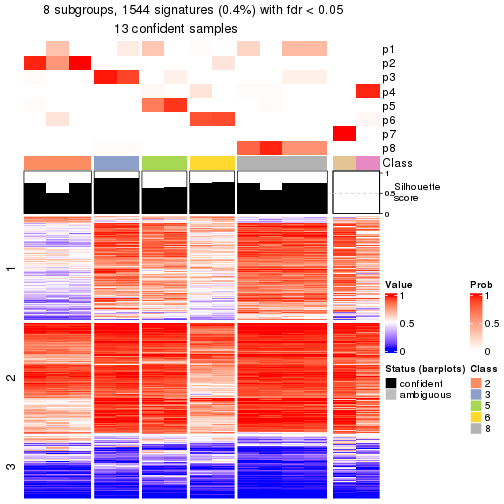 8 subgroups, 1544 signatures (0.4%) with fdr < 0.05
13 confident samples
p1
p2
p3
p4
p5
p6
p7
p8
Class
1
0.5
0
Silhouette
score
1
2
3
Value
1
0.5
0
Prob
1
0.5
0
Status (barplots)
confident
ambiguous
Class
2
3
5
6
8